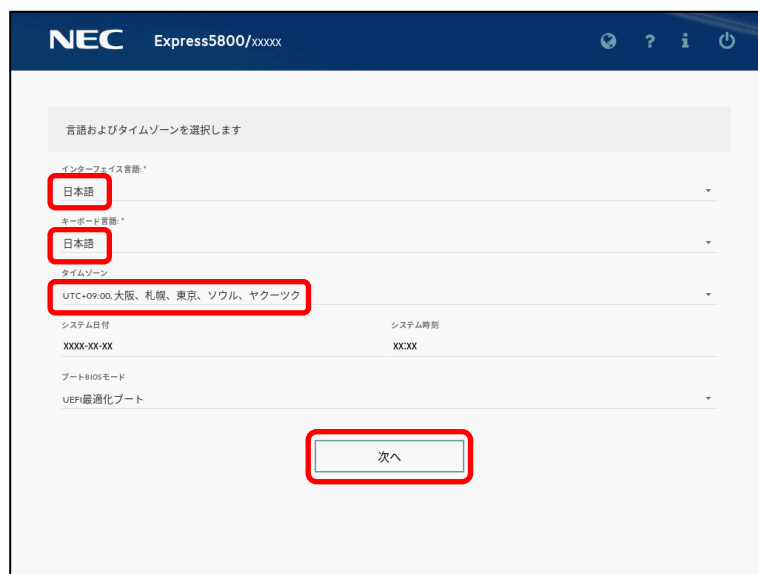 NEC Express5800/xxxxx ? i
言語およびタイムゾーンを選択します
インターフェイス言語: *
日本語
キーボード言語: *
日本語
タイムゾーン
UTC+09:00, 大阪、札幌、東京、ソウル、ヤクーツク
システム日付 システム時刻
XXXX-XX-XX XX:XX
ブートBIOSモード
UEFI最適化ブート
次へ